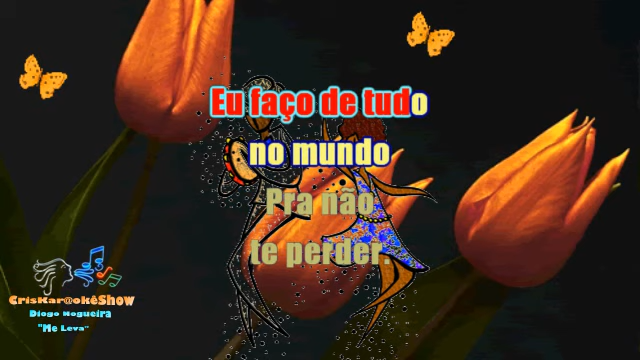 Eu faço de tudo
no mundo
Pra não
te perder.
CrisKar@okêShow
Diogo Nogueira
"Me Leva"